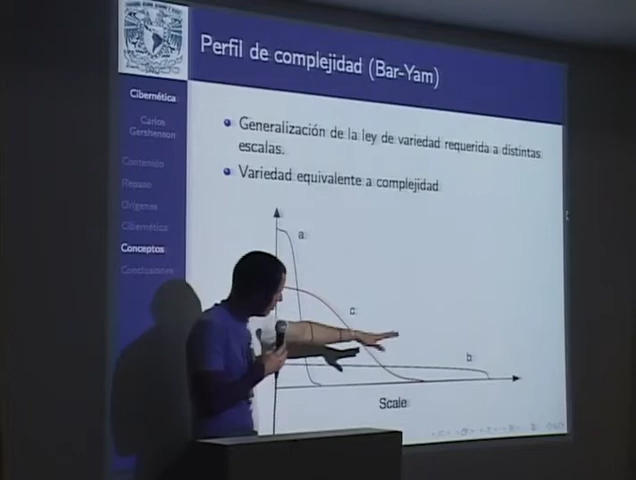 Perfil de complejidad (Bar-Yam)
Cibernética
Carlos
Gershenson
Contenido
Repaso
Orígenes
Cibernética
Conceptos
Conclusiones
Generalización de la ley de variedad requerida a distintas
escalas.
Variedad equivalente a complejidad
a
c
b
Scale